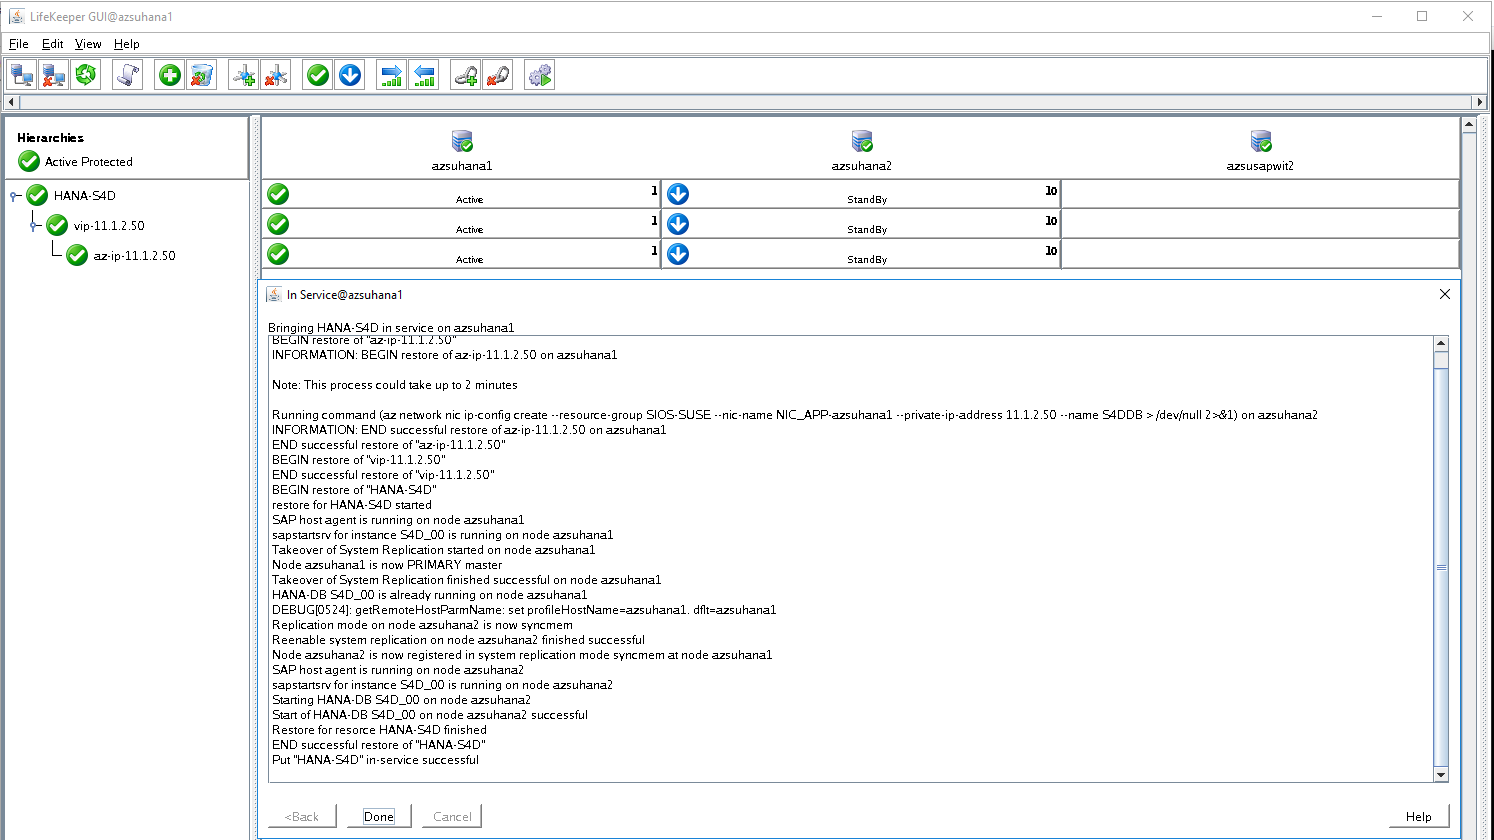 LifeKeeper GUI@azsuhana1
File Edit View Help
Hierarchies
Active Protected
HANA-S4D
vip-11.1.2.50
az-ip-11.1.2.50
azsuhana1 azsuhana2 azsusapwit2
Active 1 StandBy 10
Active 1 StandBy 10
Active 1 StandBy 10
In Service@azsuhana1
Bringing HANA-S4D in service on azsuhana1
BEGIN restore of "az-ip-11.1.2.50"
INFORMATION: BEGIN restore of az-ip-11.1.2.50 on azsuhana1
Note: This process could take up to 2 minutes
Running command (az network nic ip-config create --resource-group SIOS-SUSE --nic-name NIC_APP-azsuhana1 --private-ip-address 11.1.2.50 --name S4DDB > /dev/null 2>&1) on azsuhana2
INFORMATION: END successful restore of az-ip-11.1.2.50 on azsuhana1
END successful restore of "az-ip-11.1.2.50"
BEGIN restore of "vip-11.1.2.50"
END successful restore of "vip-11.1.2.50"
BEGIN restore of "HANA-S4D"
restore for HANA-S4D started
SAP host agent is running on node azsuhana1
sapstartsrv for instance S4D_00 is running on node azsuhana1
Takeover of System Replication started on node azsuhana1
Node azsuhana1 is now PRIMARY master
Takeover of System Replication finished successful on node azsuhana1
HANA-DB S4D_00 is already running on node azsuhana1
DEBUG[0524]: getRemoteHostParmName: set profileHostName=azsuhana1. dflt=azsuhana1
Replication mode on node azsuhana2 is now syncmem
Reenable system replication on node azsuhana2 finished successful
Node azsuhana2 is now registered in system replication mode syncmem at node azsuhana1
SAP host agent is running on node azsuhana2
sapstartsrv for instance S4D_00 is running on node azsuhana2
Starting HANA-DB S4D_00 on node azsuhana2
Start of HANA-DB S4D_00 on node azsuhana2 successful
Restore for resorce HANA-S4D finished
END successful restore of "HANA-S4D"
Put "HANA-S4D" in-service successful
<Back Done Cancel Help